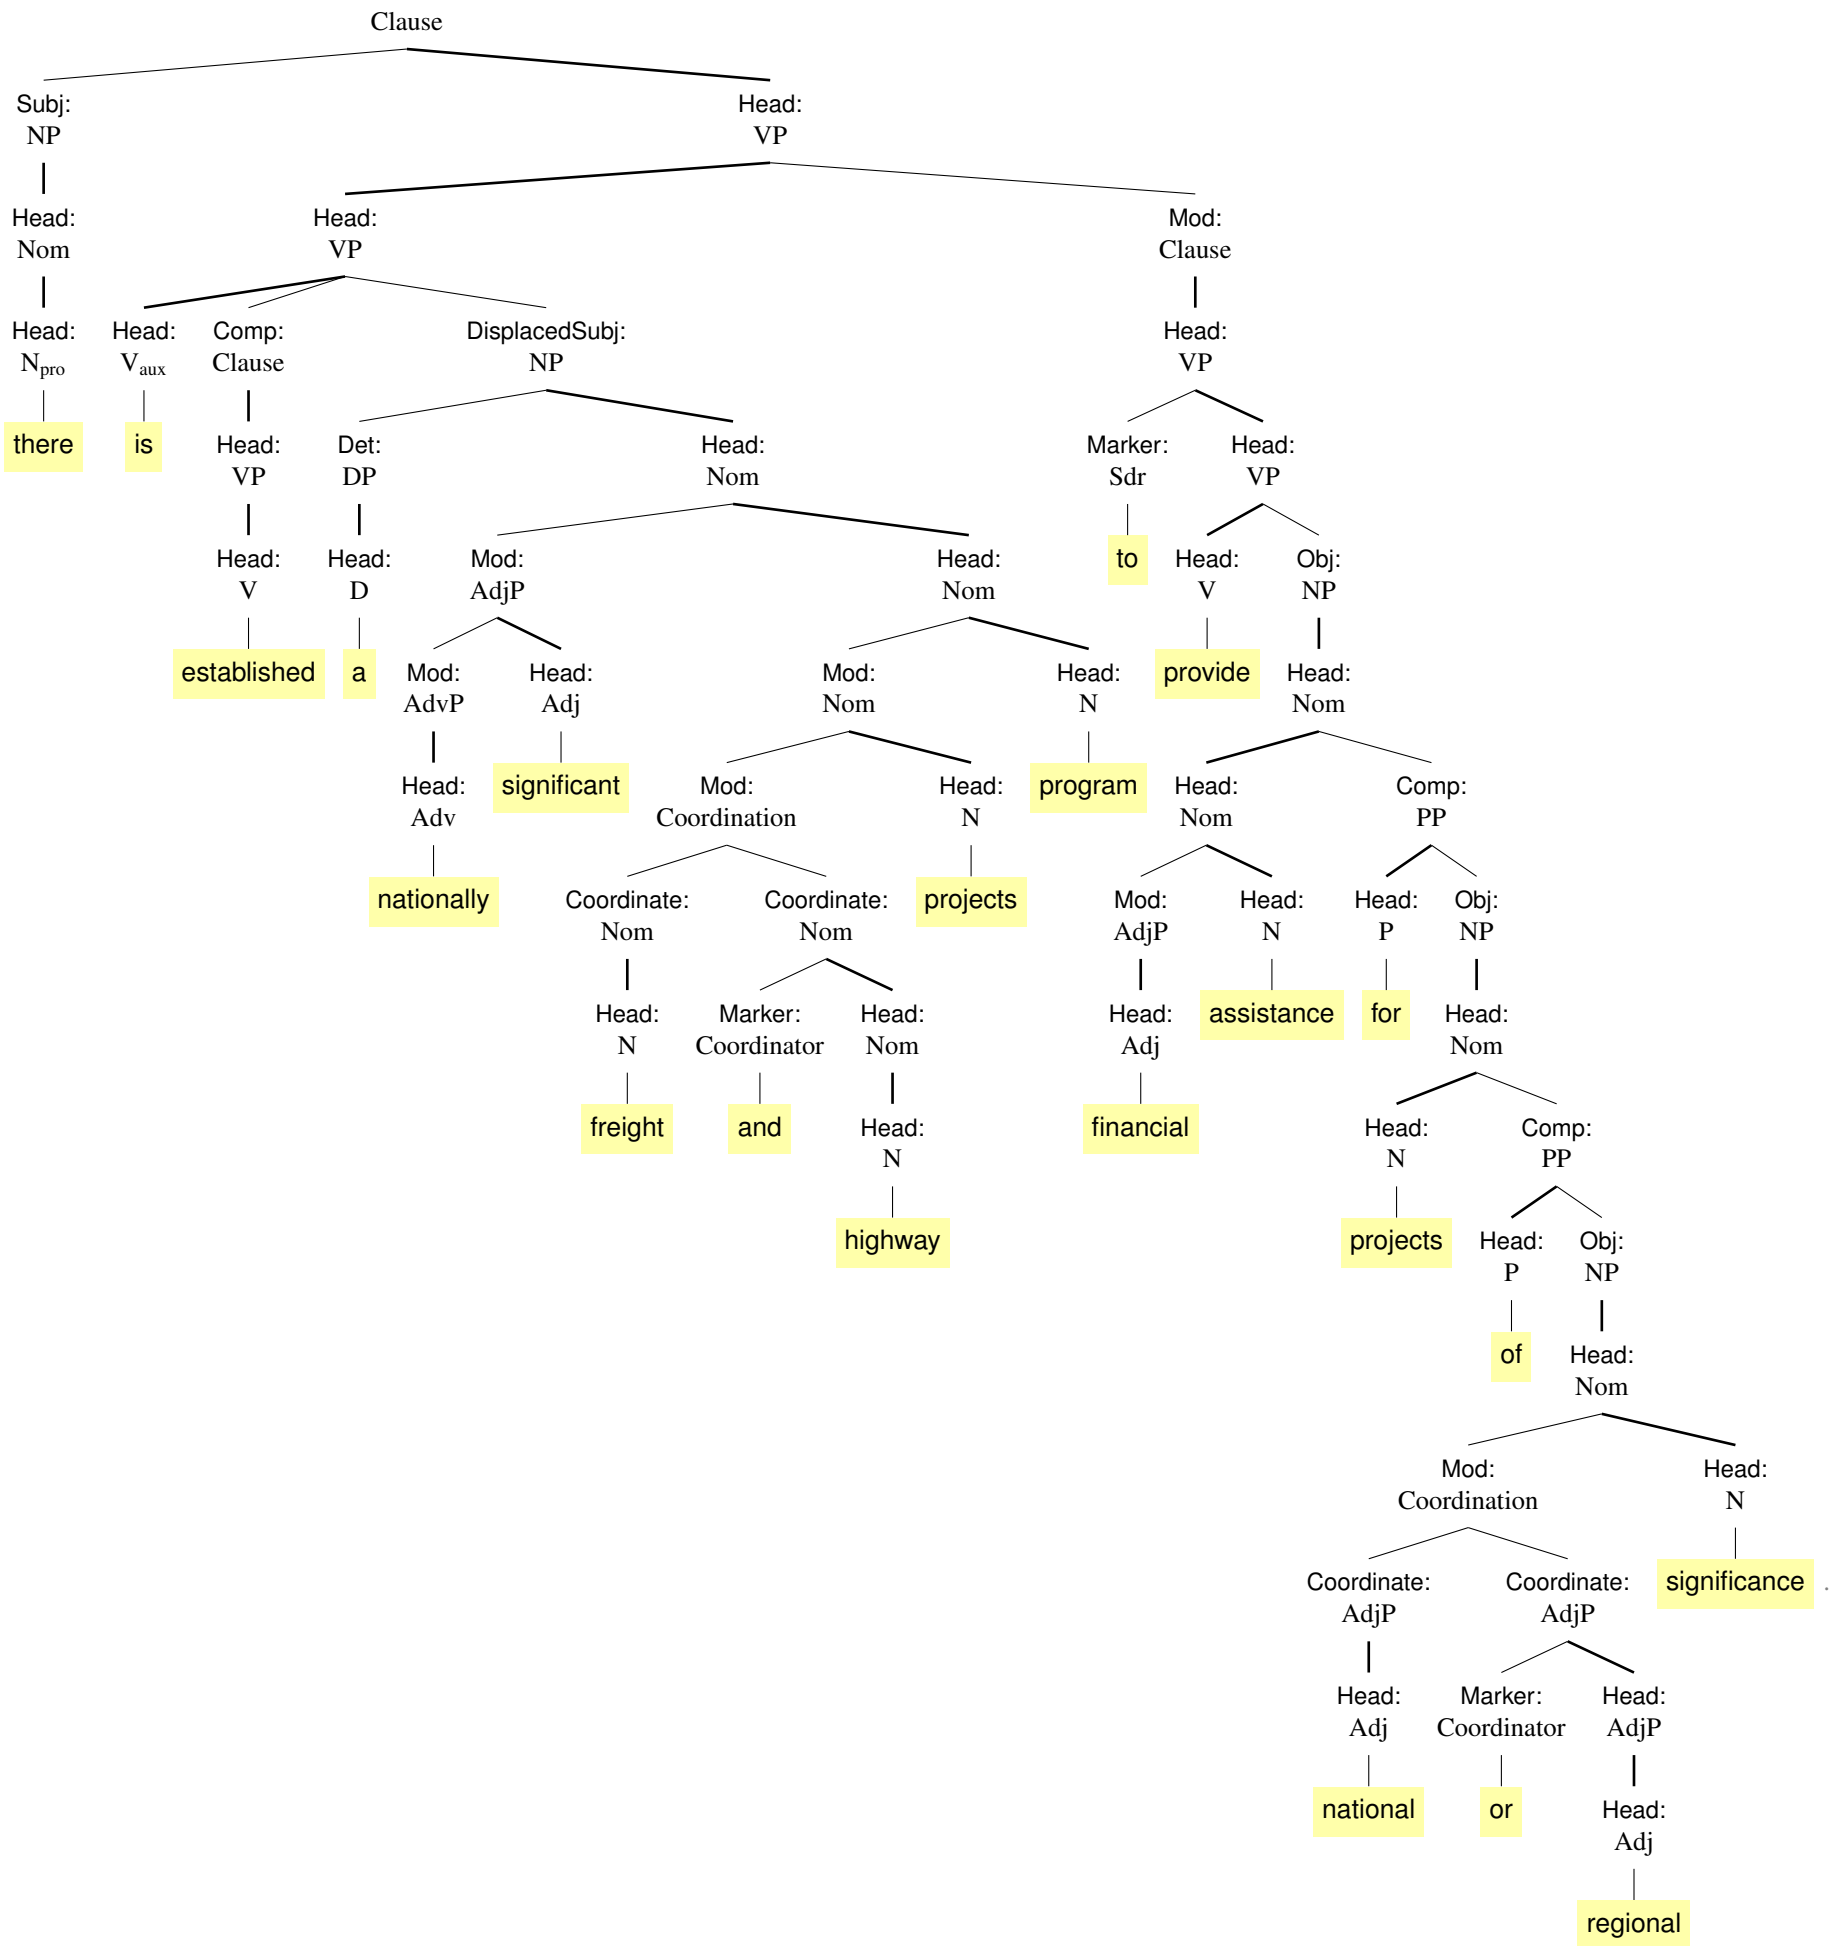 Clause
Subj: Head:
NP VP
Head: Head: Mod:
Nom VP Clause
Head: Head: Comp: DisplacedSubj: Head:
Npro Vaux Clause NP VP
there is Head: Det: Head: Marker: Head:
VP DP Nom Sdr VP
Head: Head: Mod: Head: to Head: Obj:
V D AdjP Nom V NP
established a Mod: Head: Mod: Head: provide Head:
AdvP Adj Nom N Nom
Head: significant Mod: Head: program Head: Comp:
Adv Coordination N Nom PP
nationally Coordinate: Coordinate: projects Mod: Head: Head: Obj:
Nom Nom AdjP N P NP
Head: Marker: Head: Head: assistance for Head:
N Coordinator Nom Adj Nom
freight and Head: financial Head: Comp:
N N PP
highway projects Head: Obj:
P NP
of Head:
Nom
Mod: Head:
Coordination N
Coordinate: Coordinate: significance .
AdjP AdjP
Head: Marker: Head:
Adj Coordinator AdjP
national or Head:
Adj
regional